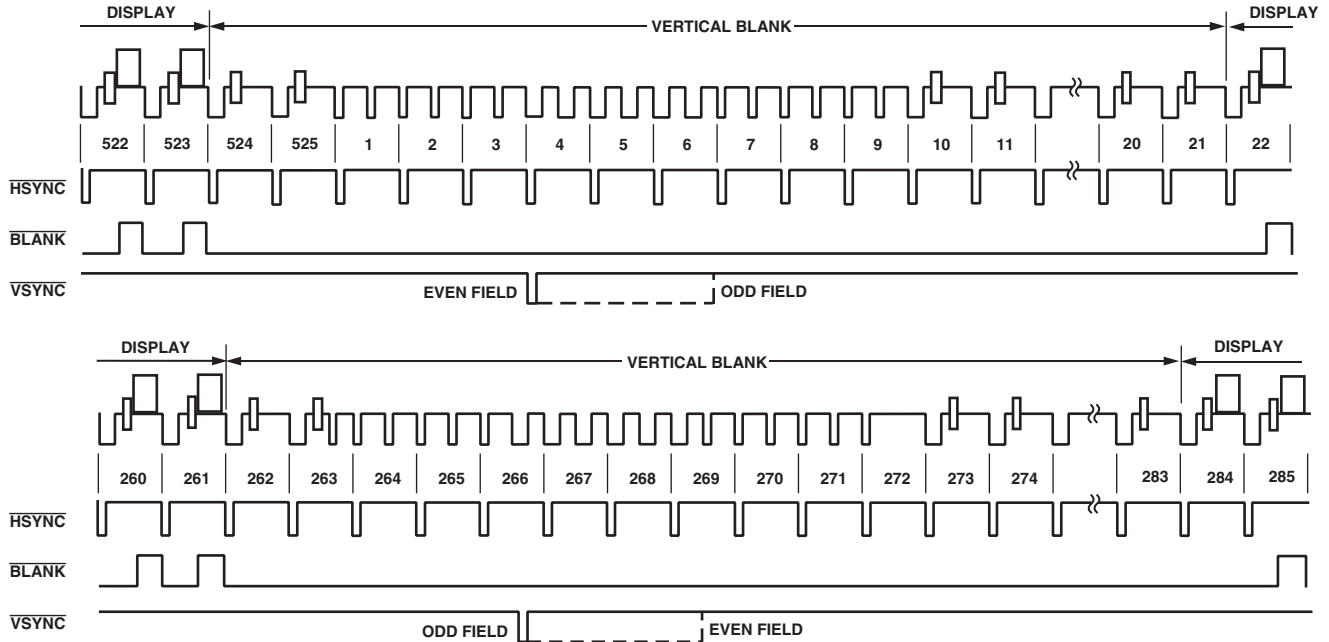 DISPLAY VERTICAL BLANK DISPLAY
522 523 524 525 1 2 3 4 5 6 7 8 9 10 11 20 21 22
HSYNC
BLANK
VSYNC
EVEN FIELD ODD FIELD
DISPLAY VERTICAL BLANK DISPLAY
260 261 262 263 264 265 266 267 268 269 270 271 272 273 274 283 284 285
HSYNC
BLANK
VSYNC
ODD FIELD EVEN FIELD